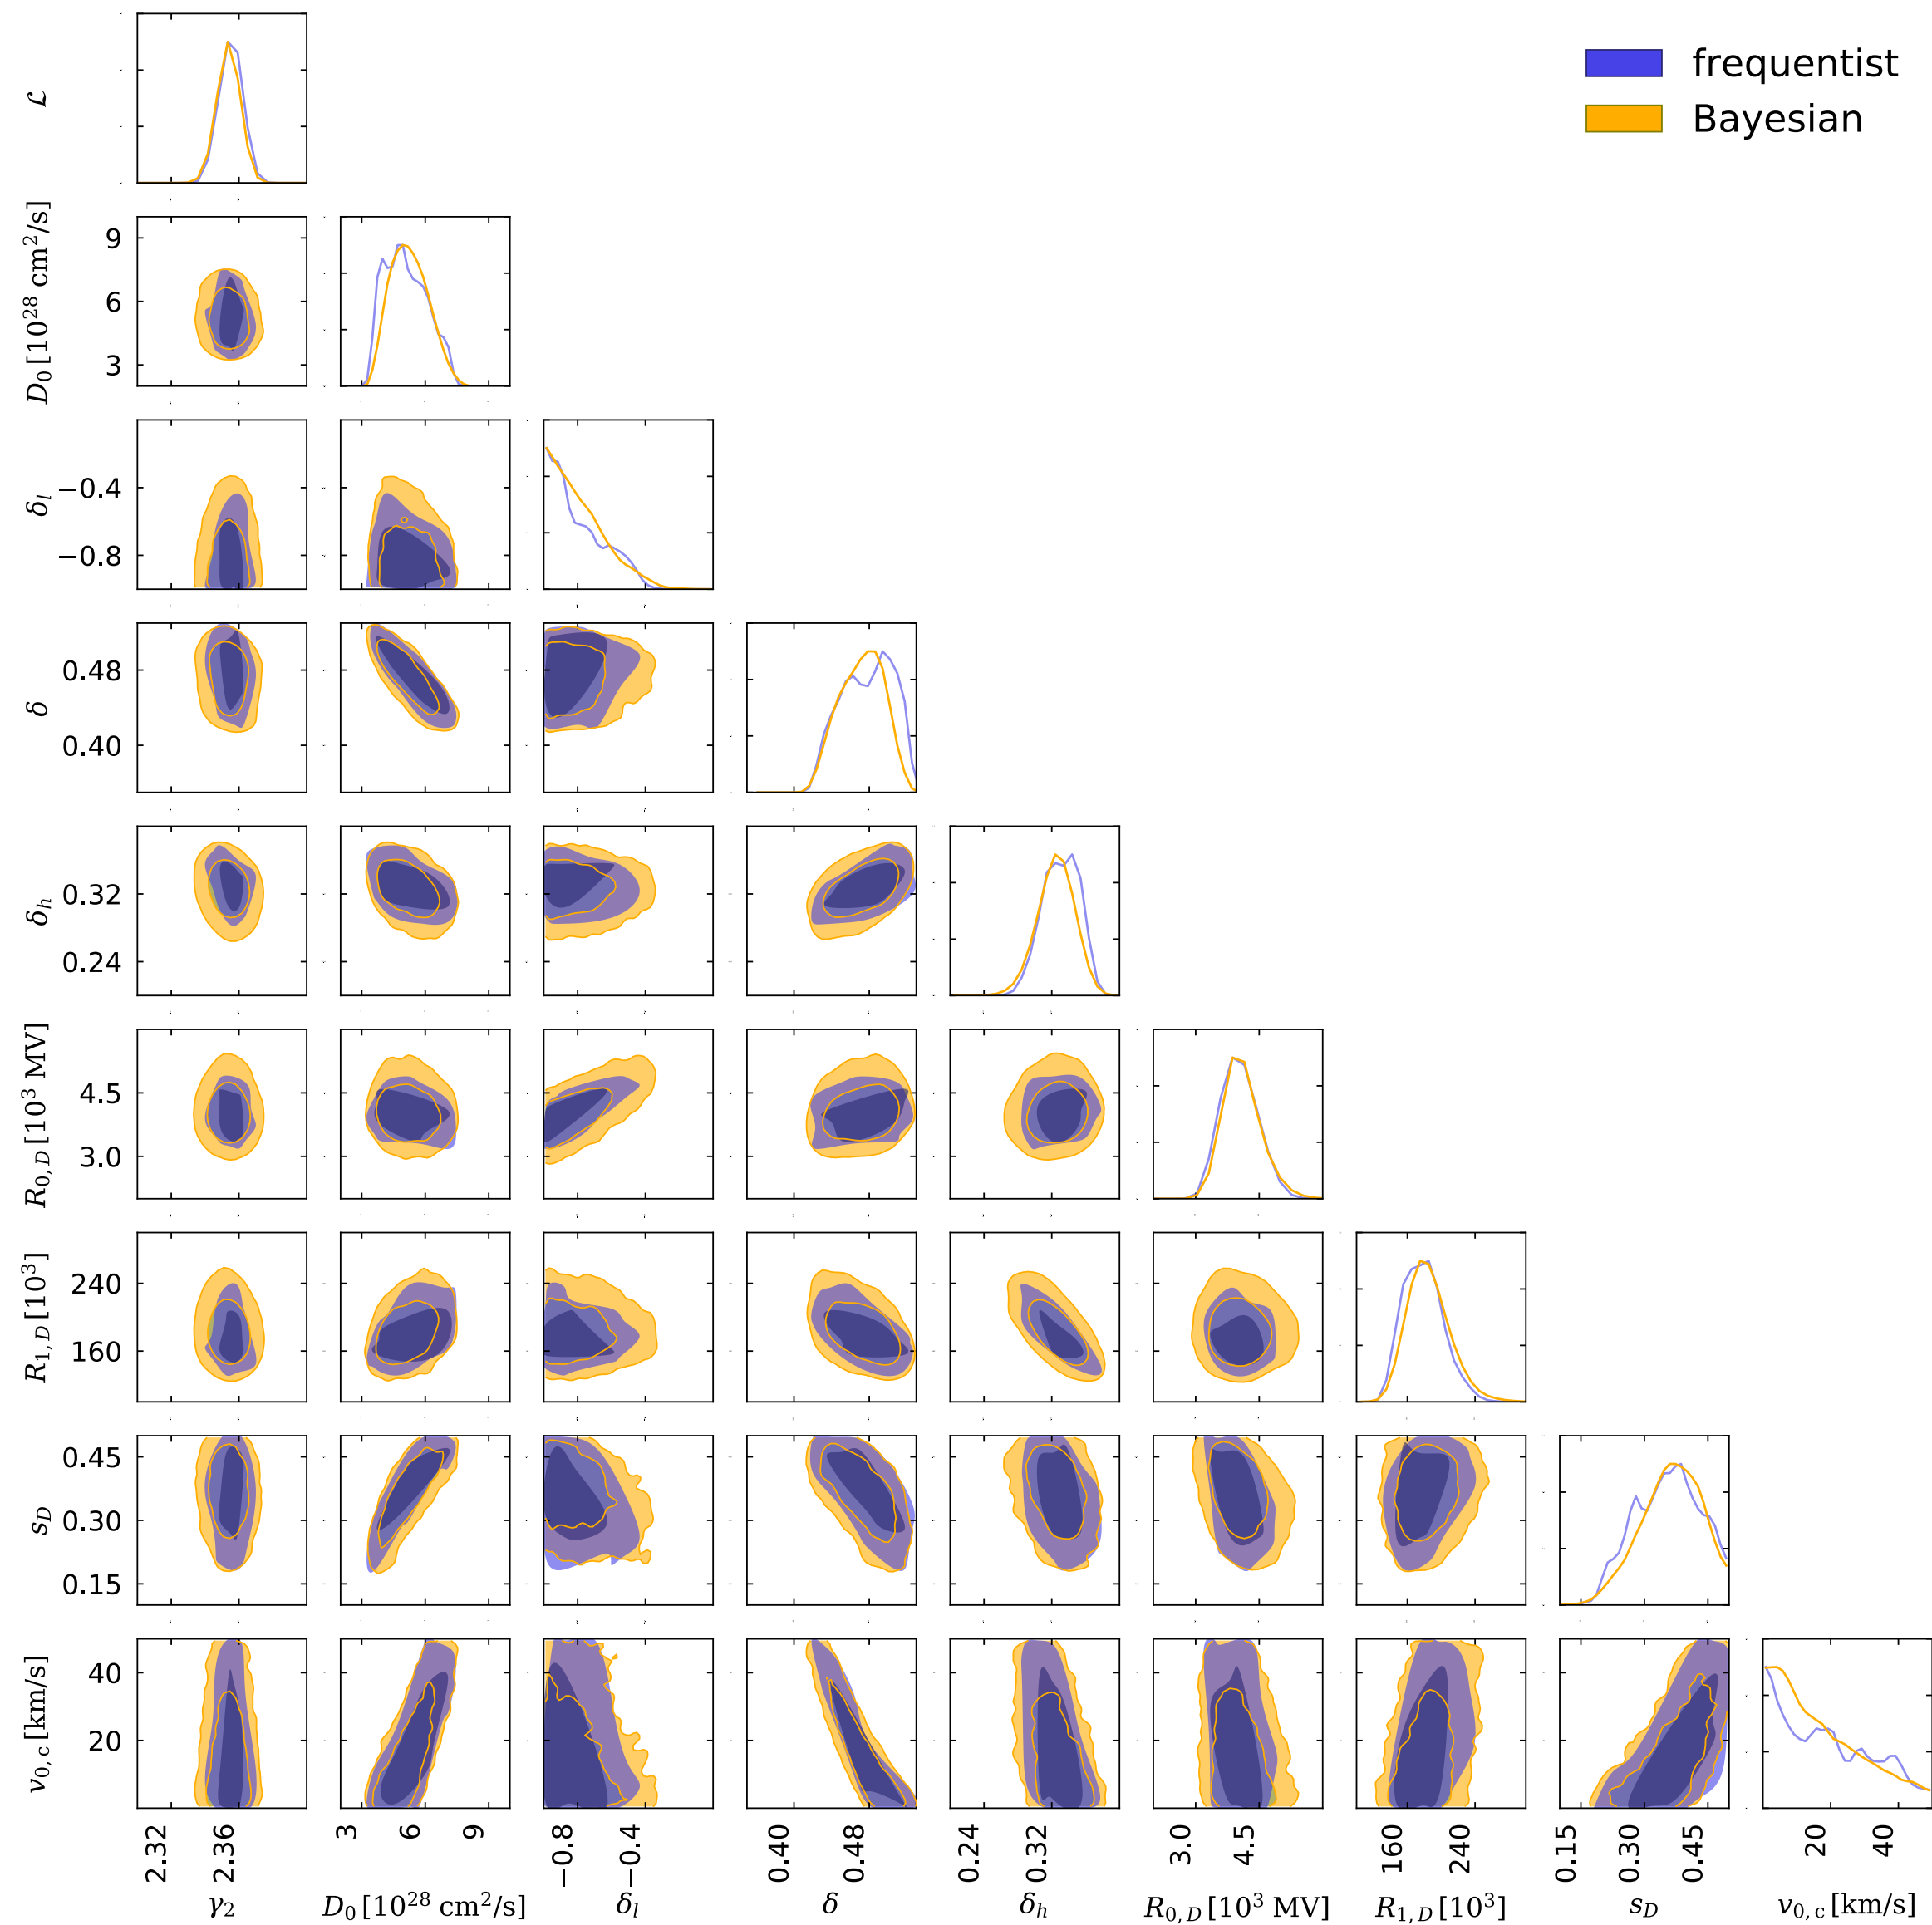 frequentist
Bayesian
ℒ
D₀ [10²⁸ cm²/s]
9
6
3
δₗ
−0.4
−0.8
δ
0.48
0.40
δₕ
0.32
0.24
R₀,D [10³ MV]
4.5
3.0
R₁,D [10³]
240
160
s_D
0.45
0.30
0.15
v₀,c [km/s]
40
20
2.32 2.36 3 6 9 −0.8 −0.4 0.40 0.48 0.24 0.32 3.0 4.5 160 240 0.15 0.30 0.45 20 40
γ₂ D₀ [10²⁸ cm²/s] δₗ δ δₕ R₀,D [10³ MV] R₁,D [10³] s_D v₀,c [km/s]